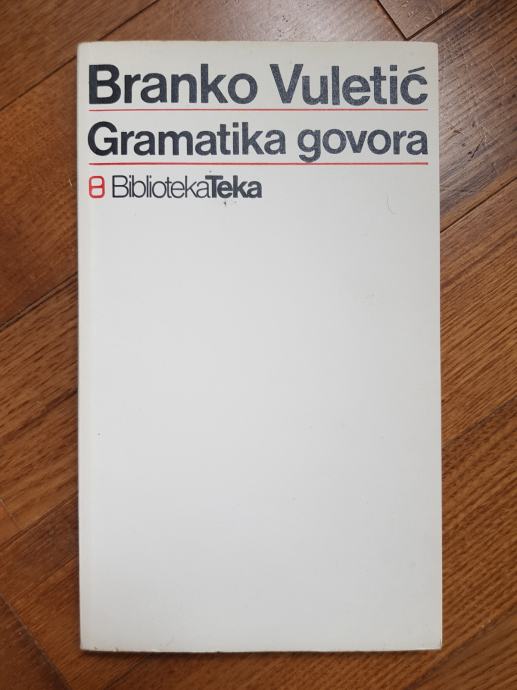 Branko Vuletić
Gramatika govora
BibliotekaTeka